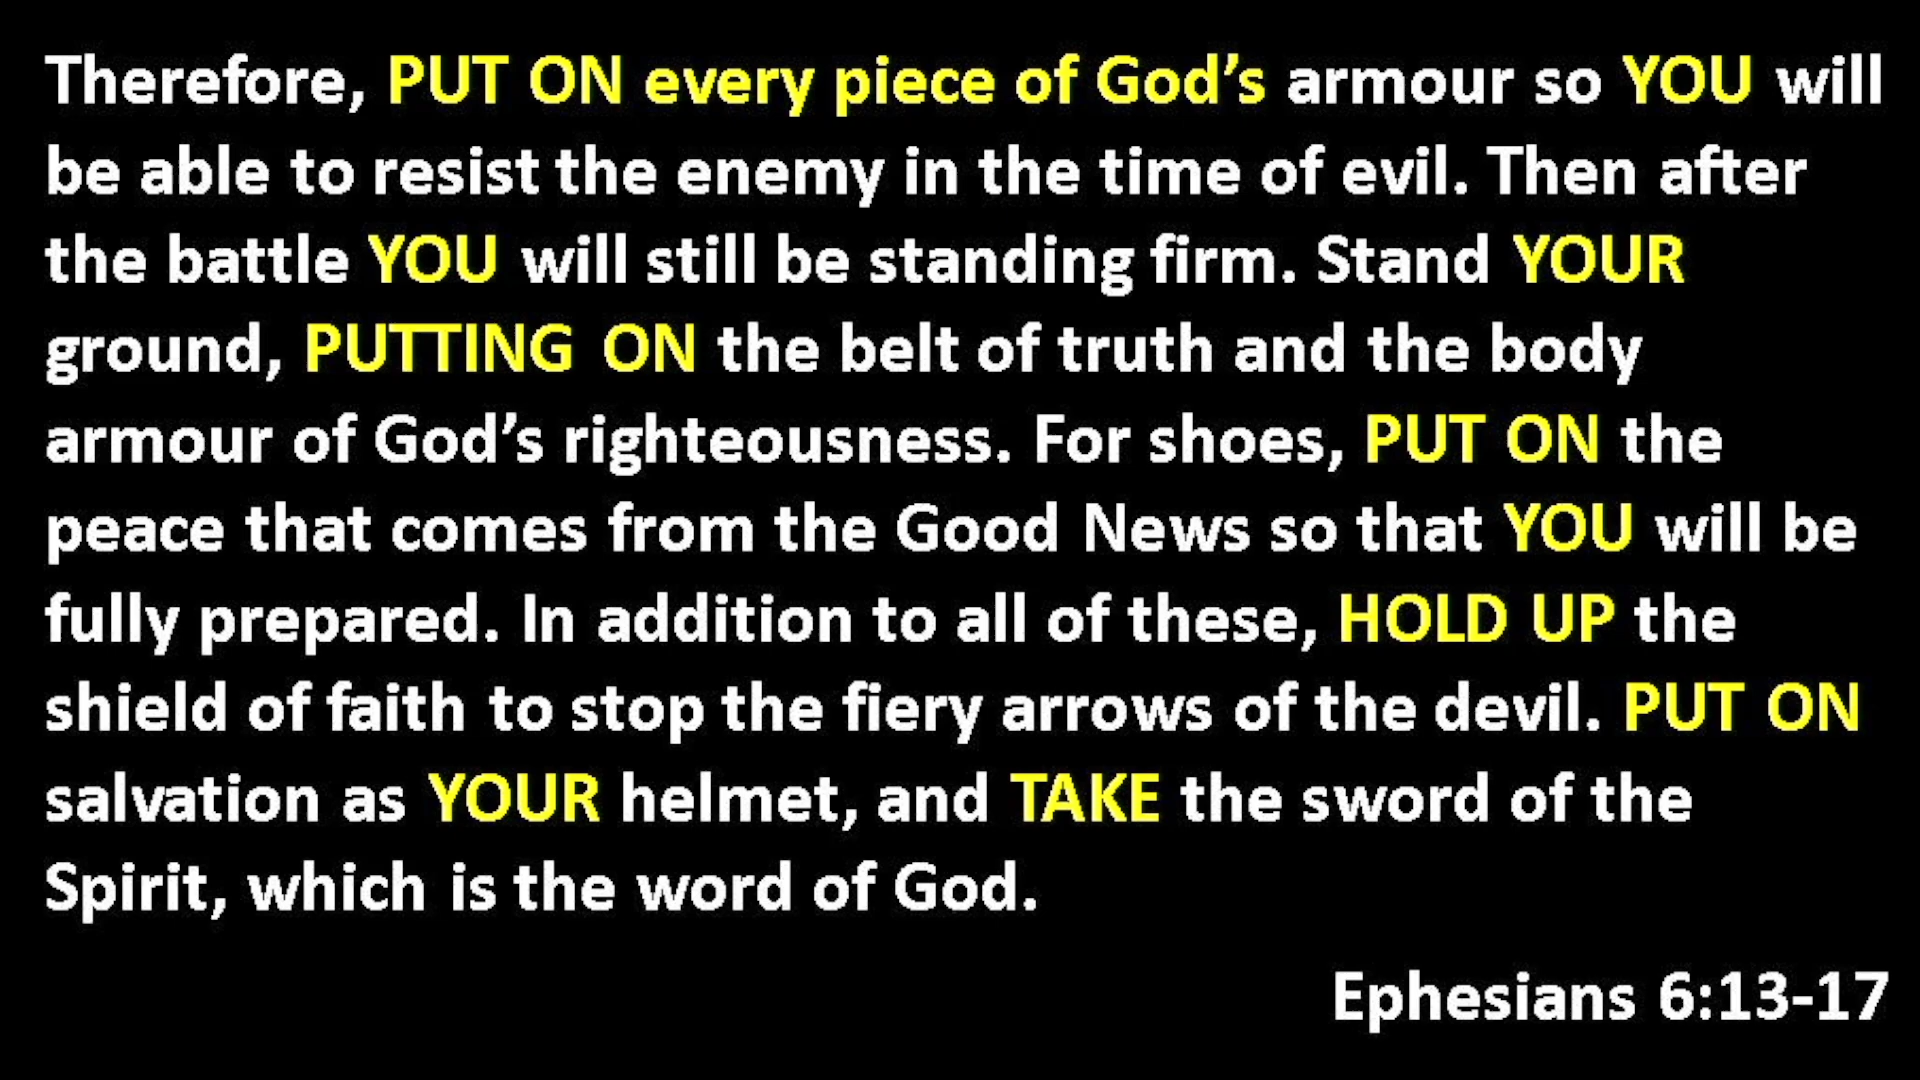 Therefore, PUT ON every piece of God’s armour so YOU will
be able to resist the enemy in the time of evil. Then after
the battle YOU will still be standing firm. Stand YOUR
ground, PUTTING ON the belt of truth and the body
armour of God’s righteousness. For shoes, PUT ON the
peace that comes from the Good News so that YOU will be
fully prepared. In addition to all of these, HOLD UP the
shield of faith to stop the fiery arrows of the devil. PUT ON
salvation as YOUR helmet, and TAKE the sword of the
Spirit, which is the word of God.
Ephesians 6:13-17